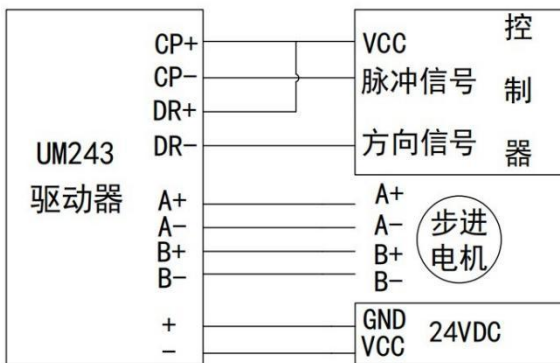 CP+
CP-
DR+
DR-
UM243
驱动器
A+
A-
B+
B-
+
-
VCC
脉冲信号
方向信号
控
制
器
A+
A-
B+
B-
步进
电机
GND
VCC
24VDC